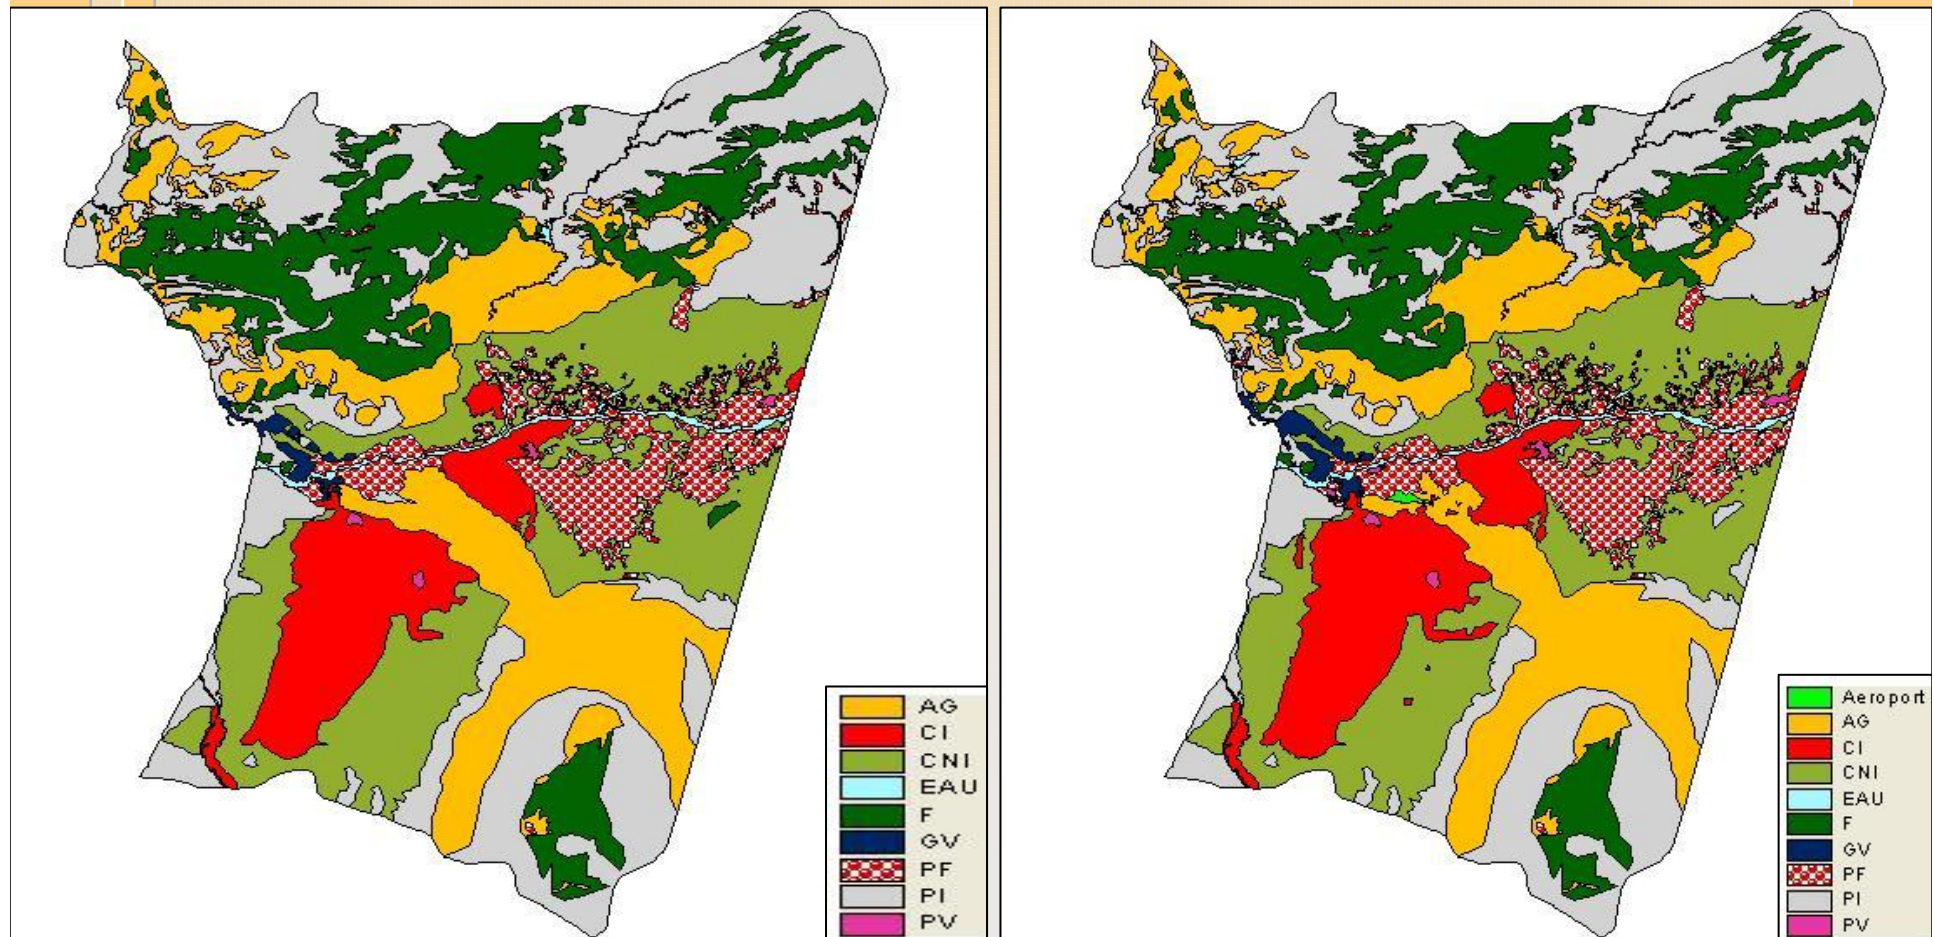 AG
CI
CNI
EAU
F
GV
PF
PI
PV
Aeroport
AG
CI
CNI
EAU
F
GV
PF
PI
PV